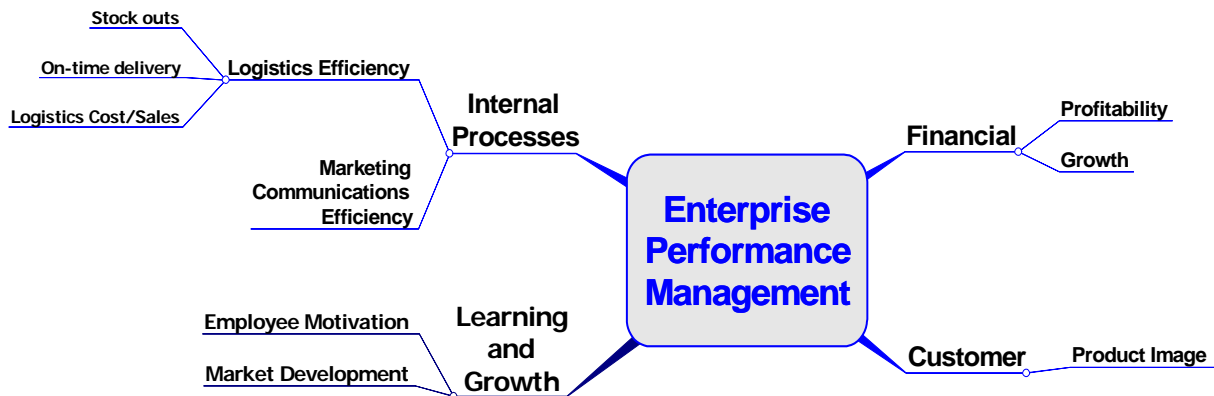 Stock outs
On-time delivery
Logistics Cost/Sales
Logistics Efficiency
Marketing
Communications
Efficiency
Internal
Processes
Employee Motivation
Market Development
Learning
and
Growth
Enterprise
Performance
Management
Financial
Profitability
Growth
Customer
Product Image